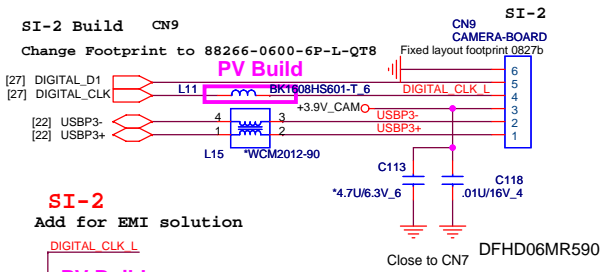 SI-2
SI-2 Build CN9
CN9
CAMERA-BOARD
Change Footprint to 88266-0600-6P-L-QT8
Fixed layout footprint 0827b
PV Build
6
[27] DIGITAL_D1
5
[27] DIGITAL_CLK
L11
BK1608HS601-T_6
DIGITAL_CLK_L
4
+3.9V_CAM
3
[22] USBP3-
4
3
USBP3-
2
[22] USBP3+
1
2
USBP3+
1
L15
*WCM2012-90
C113
C118
*4.7U/6.3V_6
.01U/16V_4
SI-2
Add for EMI solution
DIGITAL_CLK_L
Close to CN7
DFHD06MR590